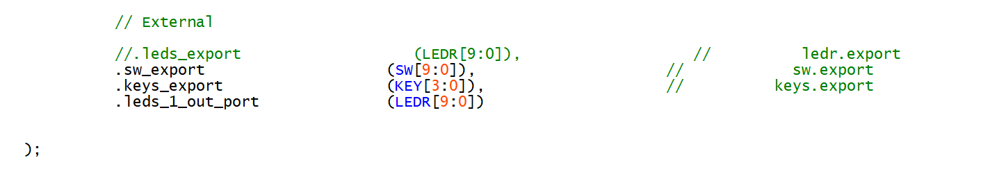 // External
//.leds_export (LEDR[9:0]), // ledr.export
.sw_export (SW[9:0]), // sw.export
.keys_export (KEY[3:0]), // keys.export
.leds_1_out_port (LEDR[9:0])
);